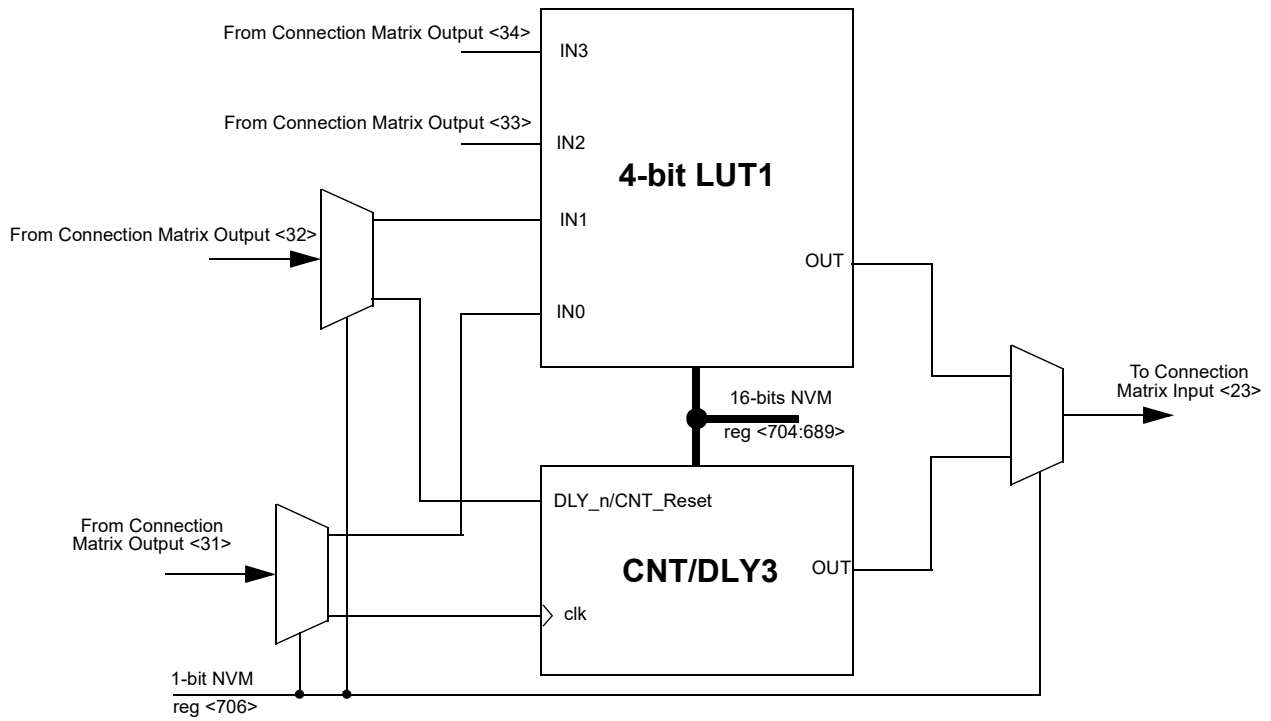 From Connection Matrix Output <34>
IN3
From Connection Matrix Output <33>
IN2
4-bit LUT1
IN1
From Connection Matrix Output <32>
OUT
IN0
To Connection
Matrix Input <23>
16-bits NVM
reg <704:689>
DLY_n/CNT_Reset
From Connection
Matrix Output <31>
CNT/DLY3
OUT
clk
1-bit NVM
reg <706>